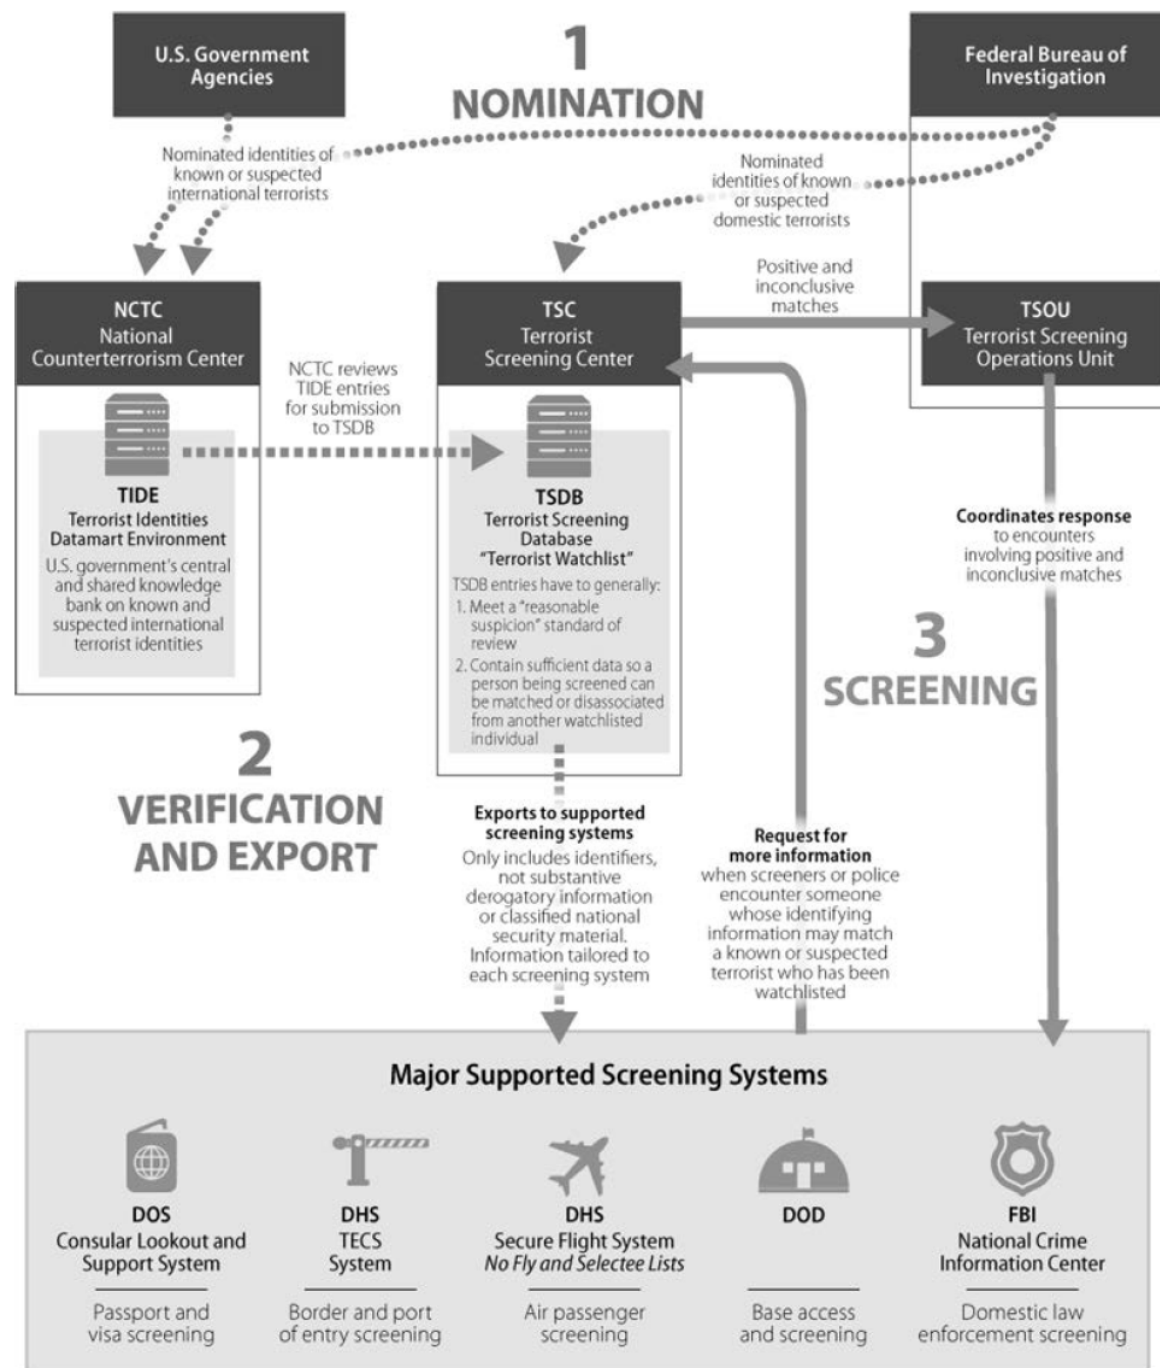 U.S. Government
Agencies
1
NOMINATION
Federal Bureau of
Investigation
Nominated identities of
known or suspected
international terrorists
Nominated
identities of known
or suspected
domestic terrorists
Positive and
inconclusive
matches
NCTC
National
Counterterrorism Center
NCTC reviews
TIDE entries
for submission
to TSDB
TSC
Terrorist
Screening Center
TSOU
Terrorist Screening
Operations Unit
TIDE
Terrorist Identities
Datamart Environment
U.S. government's central
and shared knowledge
bank on known and
suspected international
terrorist identities
TSDB
Terrorist Screening
Database
"Terrorist Watchlist"
TSDB entries have to generally:
1. Meet a "reasonable
suspicion" standard of
review
2. Contain sufficient data so a
person being screened can
be matched or disassociated
from another watchlisted
individual
Coordinates response
to encounters
involving positive and
inconclusive matches
3
SCREENING
2
VERIFICATION
AND EXPORT
Exports to supported
screening systems
Only includes identifiers,
not substantive
derogatory information
or classified national
security material.
Information tailored to
each screening system
Request for
more information
when screeners or police
encounter someone
whose identifying
information may match
a known or suspected
terrorist who has been
watchlisted
Major Supported Screening Systems
DOS
Consular Lookout and
Support System
Passport and
visa screening
DHS
TECS
System
Border and port
of entry screening
DHS
Secure Flight System
No Fly and Selectee Lists
Air passenger
screening
DOD
Base access
and screening
FBI
National Crime
Information Center
Domestic law
enforcement screening